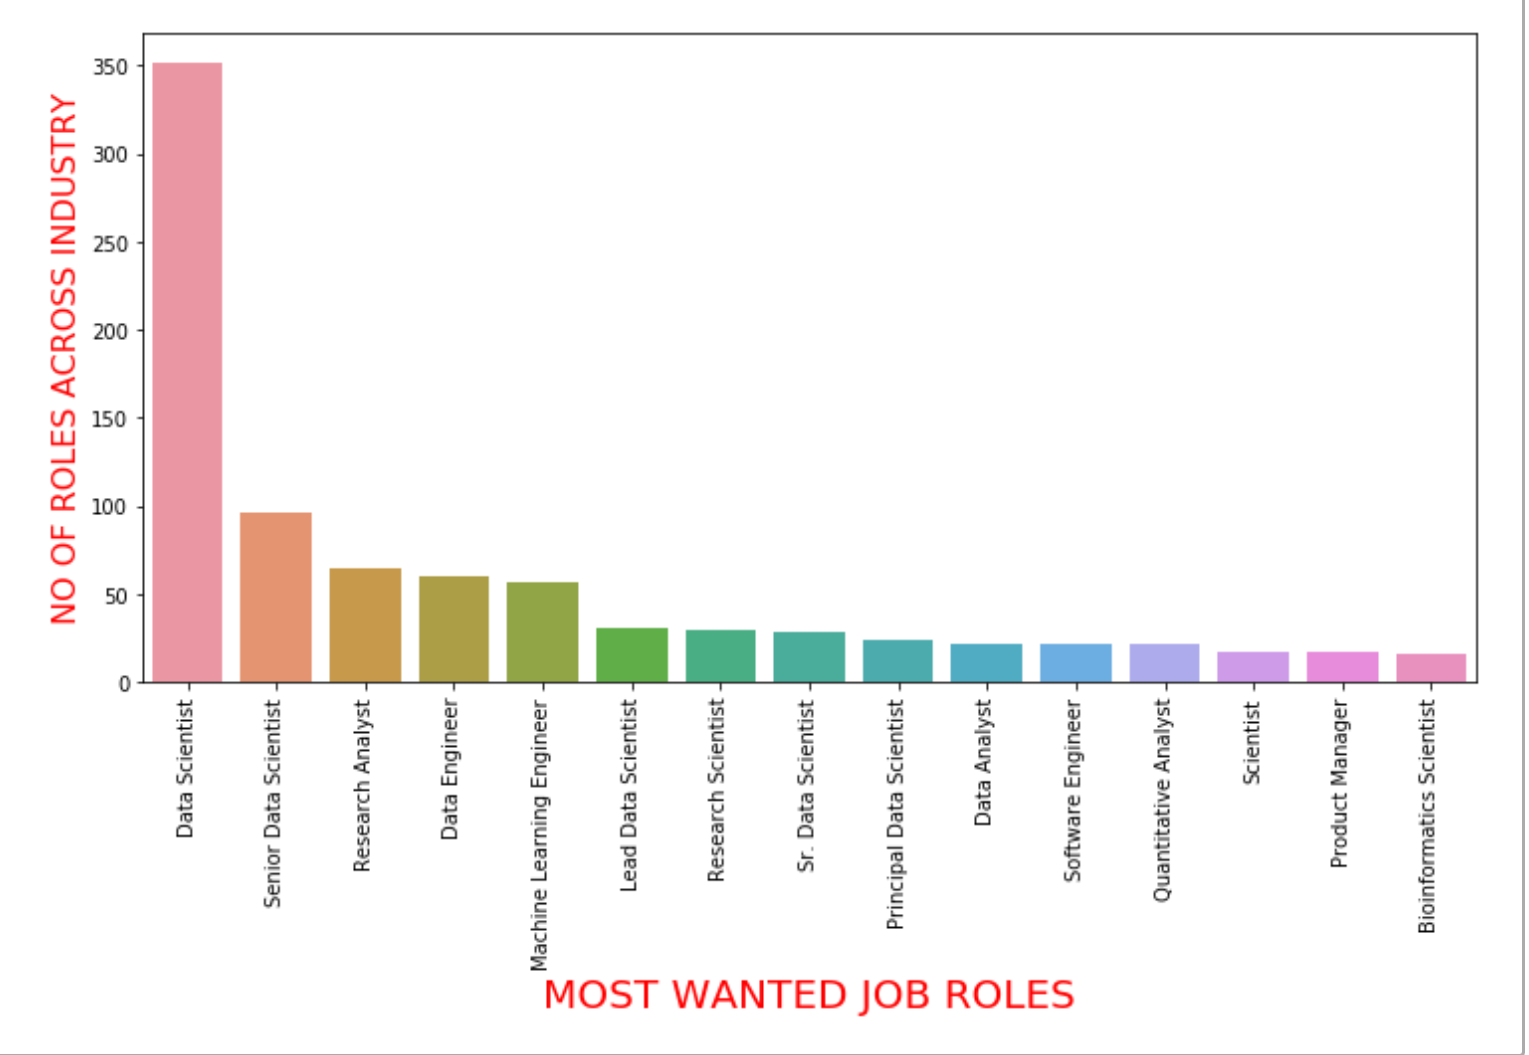 NO OF ROLES ACROSS INDUSTRY
350
300
250
200
150
100
50
0
Data Scientist
Senior Data Scientist
Research Analyst
Data Engineer
Machine Learning Engineer
Lead Data Scientist
Research Scientist
Sr. Data Scientist
Principal Data Scientist
Data Analyst
Software Engineer
Quantitative Analyst
Scientist
Product Manager
Bioinformatics Scientist
MOST WANTED JOB ROLES